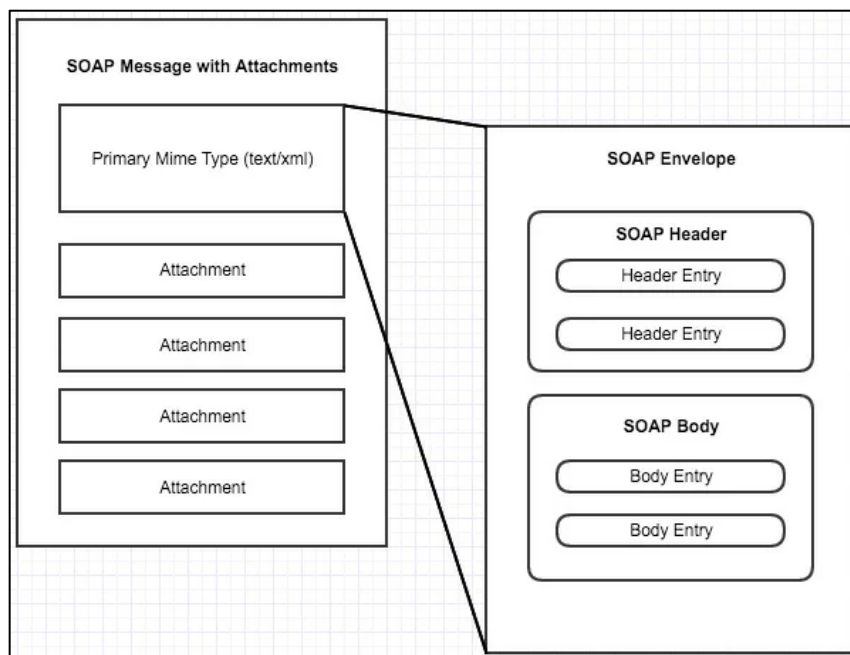 SOAP Message with Attachments
Primary Mime Type (text/xml)
Attachment
Attachment
Attachment
Attachment
SOAP Envelope
SOAP Header
Header Entry
Header Entry
SOAP Body
Body Entry
Body Entry